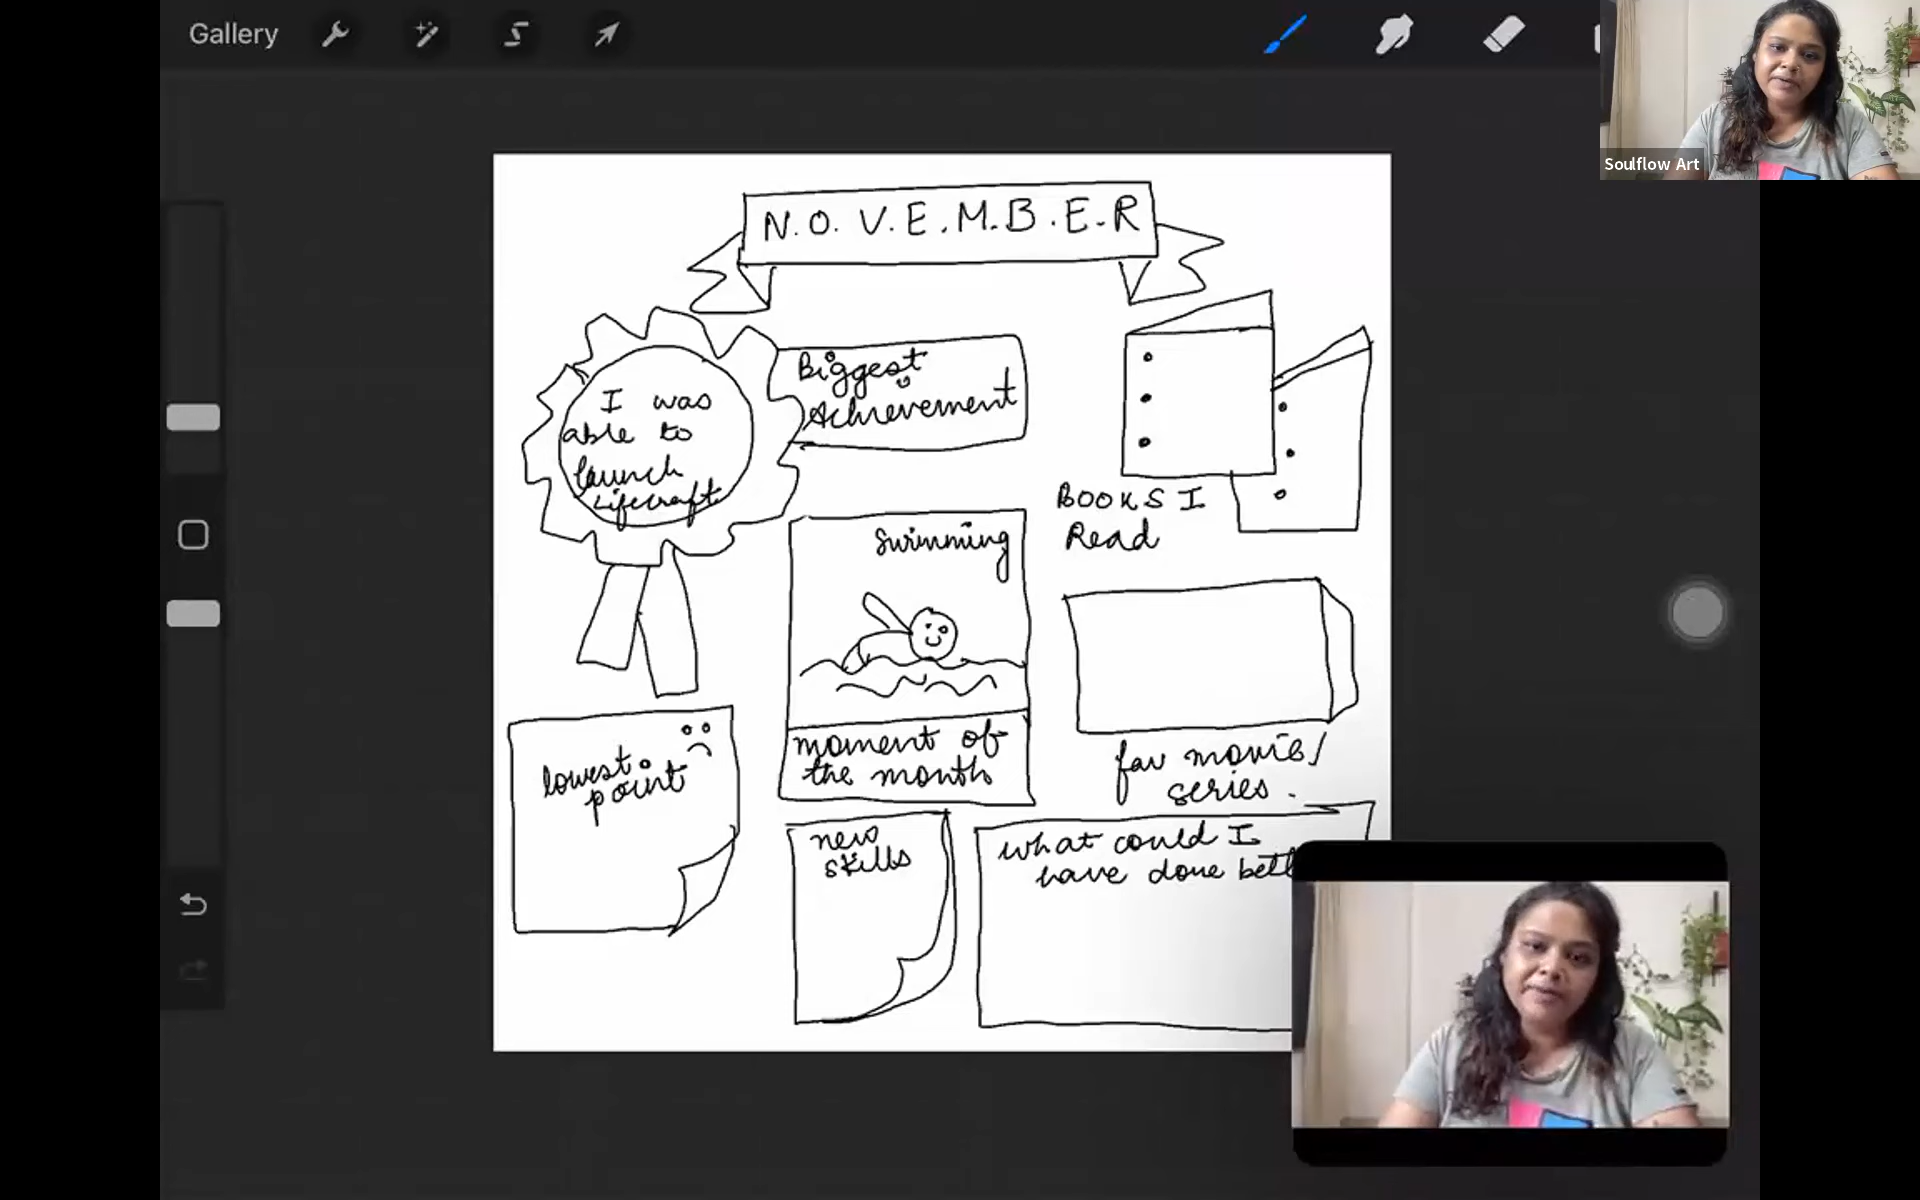 Gallery
Soulflow Art
N.O.V.E.M.B.E.R
Biggest
Achievement
I was
able to
launch
Lifecraft
BOOKS I
Read
Swimming
moment of
the month
fav movie/
series.
lowest
point
new
skills
what could I
have done